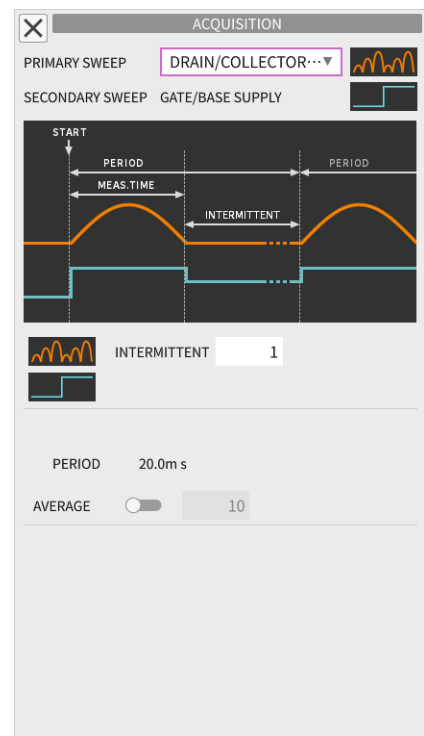 ACQUISITION
PRIMARY SWEEP DRAIN/COLLECTOR···▼
SECONDARY SWEEP GATE/BASE SUPPLY
START
PERIOD PERIOD
MEAS.TIME
INTERMITTENT
INTERMITTENT 1
PERIOD 20.0m s
AVERAGE 10